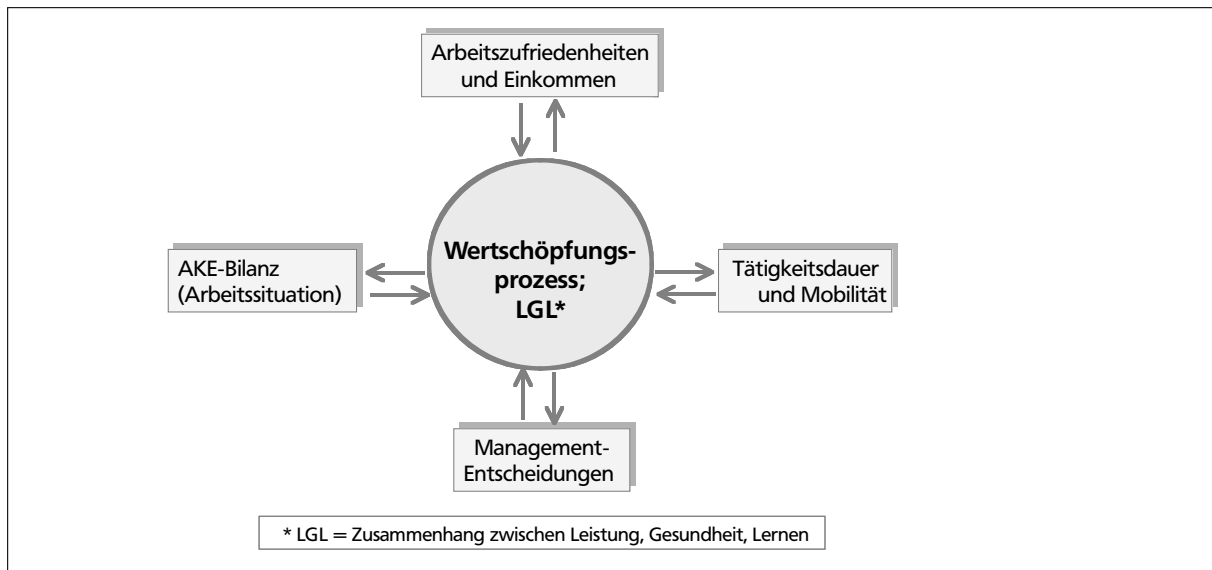 Arbeitszufriedenheiten
und Einkommen
AKE-Bilanz
(Arbeitssituation)
Wertschöpfungs-
prozess;
LGL*
Tätigkeitsdauer
und Mobilität
Management-
Entscheidungen
* LGL = Zusammenhang zwischen Leistung, Gesundheit, Lernen